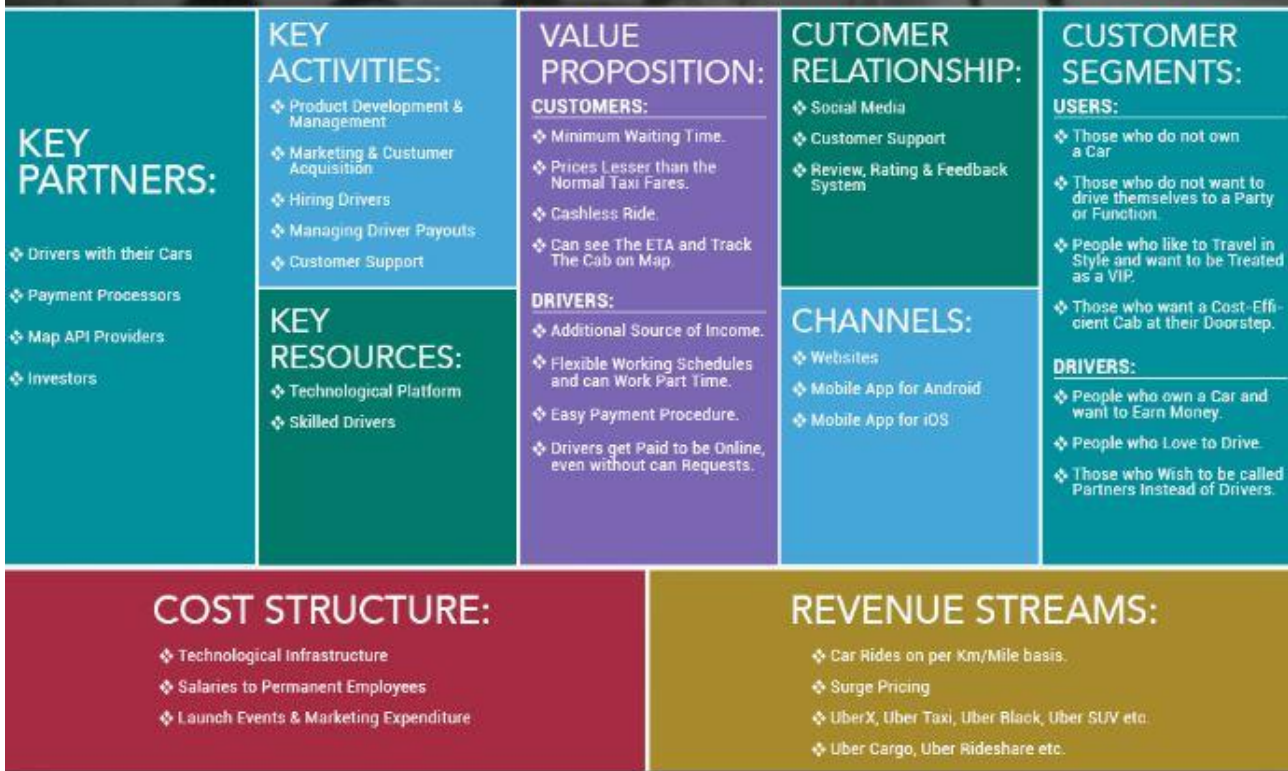 KEY
PARTNERS:
❖ Drivers with their Cars
❖ Payment Processors
❖ Map API Providers
❖ Investors
KEY
ACTIVITIES:
❖ Product Development &
Management
❖ Marketing & Custumer
Acquisition
❖ Hiring Drivers
❖ Managing Driver Payouts
❖ Customer Support
KEY
RESOURCES:
❖ Technological Platform
❖ Skilled Drivers
VALUE
PROPOSITION:
CUSTOMERS:
❖ Minimum Waiting Time.
❖ Prices Lesser than the
Normal Taxi Fares.
❖ Cashless Ride.
❖ Can see The ETA and Track
The Cab on Map.
DRIVERS:
❖ Additional Source of Income.
❖ Flexible Working Schedules
and can Work Part Time.
❖ Easy Payment Procedure.
❖ Drivers get Paid to be Online,
even without can Requests.
CUTOMER
RELATIONSHIP:
❖ Social Media
❖ Customer Support
❖ Review, Rating & Feedback
System
CHANNELS:
❖ Websites
❖ Mobile App for Android
❖ Mobile App for iOS
CUSTOMER
SEGMENTS:
USERS:
❖ Those who do not own
a Car
❖ Those who do not want to
drive themselves to a Party
or Function.
❖ People who like to Travel in
Style and want to be Treated
as a VIP.
❖ Those who want a Cost-Effi
cient Cab at their Doorstep.
DRIVERS:
❖ People who own a Car and
want to Earn Money.
❖ People who Love to Drive.
❖ Those who Wish to be called
Partners Instead of Drivers.
COST STRUCTURE:
❖ Technological Infrastructure
❖ Salaries to Permanent Employees
❖ Launch Events & Marketing Expenditure
REVENUE STREAMS:
❖ Car Rides on per Km/Mile basis.
❖ Surge Pricing
❖ UberX, Uber Taxi, Uber Black, Uber SUV etc.
❖ Uber Cargo, Uber Rideshare etc.